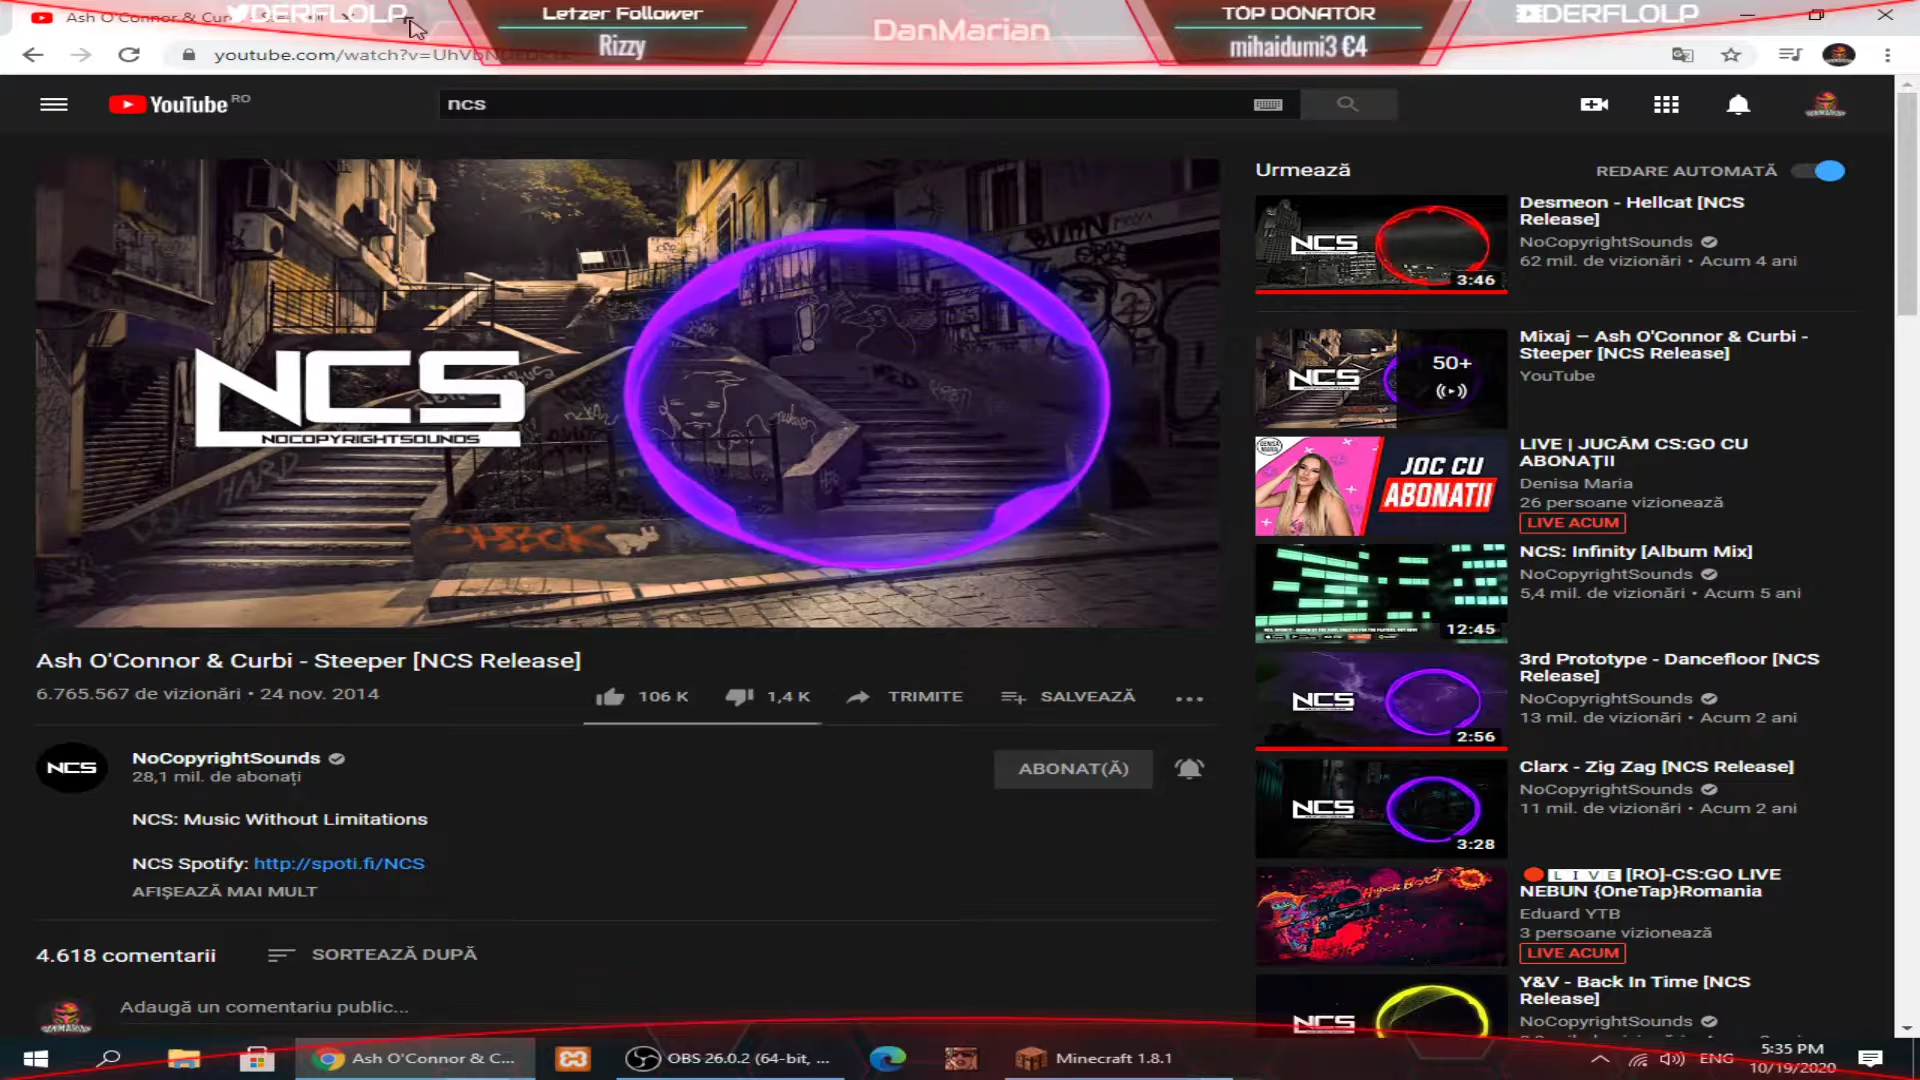 Ash O'Connor & Cur
DERFLOLP
Letzer Follower
Rizzy
DanMarian
TOP DONATOR
mihaidumi3 €4
DERFLOLP
youtube.com/watch?v=
YouTube RO
ncs
NCS
NOCOPYRIGHTSOUNDS
Ash O'Connor & Curbi - Steeper [NCS Release]
6.765.567 de vizionări • 24 nov. 2014
106 K
1,4 K
TRIMITE
SALVEAZĂ
NCS
NoCopyrightSounds
28,1 mil. de abonați
ABONAT(Ă)
NCS: Music Without Limitations
NCS Spotify: http://spoti.fi/NCS
AFIȘEAZĂ MAI MULT
4.618 comentarii
SORTEAZĂ DUPĂ
Adaugă un comentariu public...
Urmează
REDARE AUTOMATĂ
NCS
3:46
Desmeon - Hellcat [NCS
Release]
NoCopyrightSounds
62 mil. de vizionări • Acum 4 ani
NCS
50+
Mixaj – Ash O'Connor & Curbi -
Steeper [NCS Release]
YouTube
JOC CU
ABONATII
LIVE | JUCĂM CS:GO CU
ABONAȚII
Denisa Maria
26 persoane vizionează
LIVE ACUM
12:45
NCS: Infinity [Album Mix]
NoCopyrightSounds
5,4 mil. de vizionări • Acum 5 ani
NCS
2:56
3rd Prototype - Dancefloor [NCS
Release]
NoCopyrightSounds
13 mil. de vizionări • Acum 2 ani
NCS
3:28
Clarx - Zig Zag [NCS Release]
NoCopyrightSounds
11 mil. de vizionări • Acum 2 ani
LIVE [RO]-CS:GO LIVE
NEBUN {OneTap}Romania
Eduard YTB
3 persoane vizionează
LIVE ACUM
NCS
Y&V - Back In Time [NCS
Release]
NoCopyrightSounds
Ash O'Connor & C...
OBS 26.0.2 (64-bit, ...
Minecraft 1.8.1
ENG
5:35 PM
10/19/2020